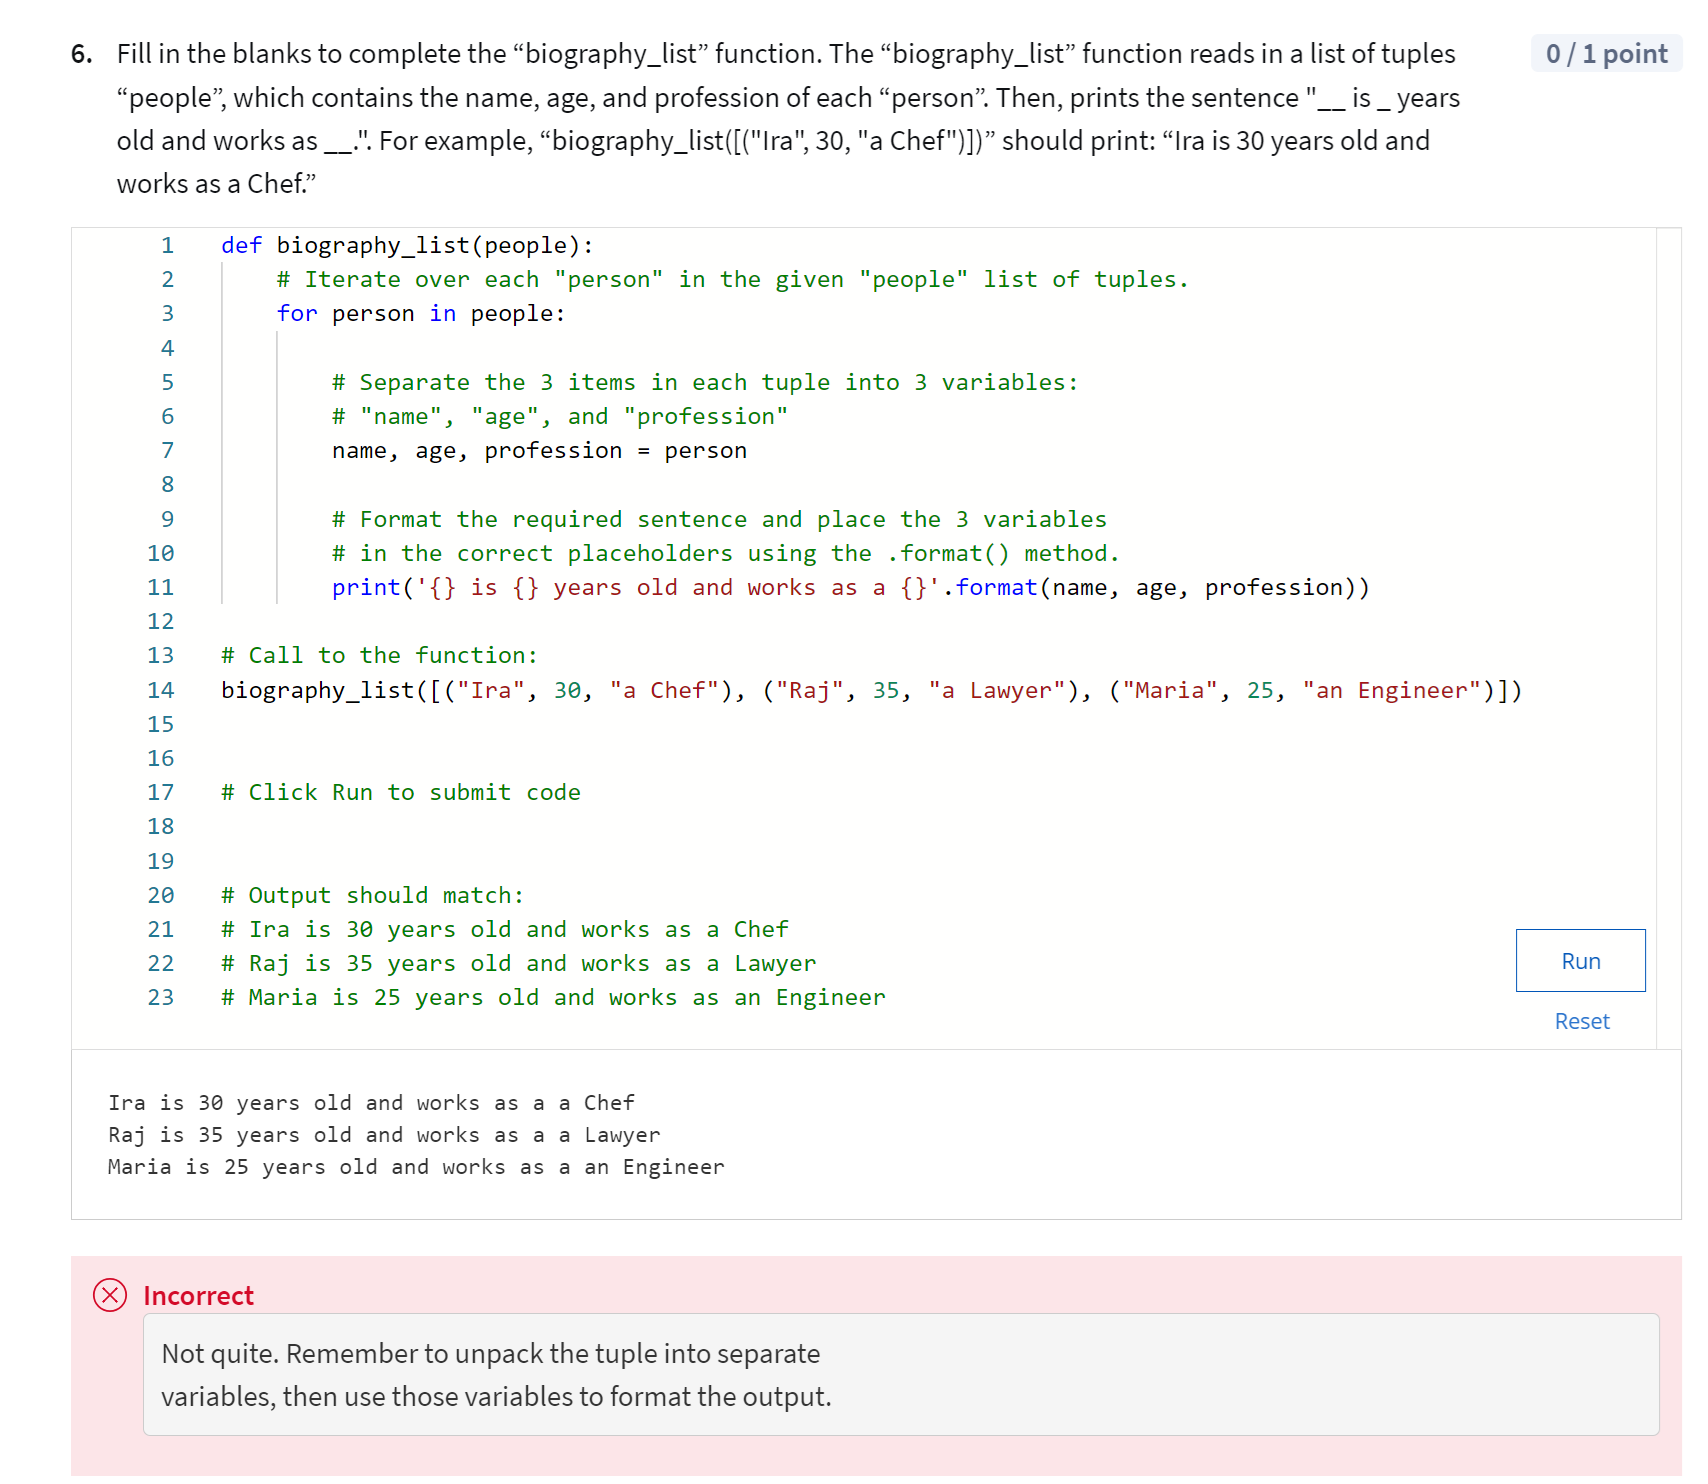 6. Fill in the blanks to complete the “biography_list” function. The “biography_list” function reads in a list of tuples
0 / 1 point
“people”, which contains the name, age, and profession of each “person”. Then, prints the sentence "__ is _ years
old and works as __.". For example, “biography_list([("Ira", 30, "a Chef")])” should print: “Ira is 30 years old and
works as a Chef.”
1 def biography_list(people):
2 # Iterate over each "person" in the given "people" list of tuples.
3 for person in people:
4
5 # Separate the 3 items in each tuple into 3 variables:
6 # "name", "age", and "profession"
7 name, age, profession = person
8
9 # Format the required sentence and place the 3 variables
10 # in the correct placeholders using the .format() method.
11 print('{} is {} years old and works as a {}'.format(name, age, profession))
12
13 # Call to the function:
14 biography_list([("Ira", 30, "a Chef"), ("Raj", 35, "a Lawyer"), ("Maria", 25, "an Engineer")])
15
16
17 # Click Run to submit code
18
19
20 # Output should match:
21 # Ira is 30 years old and works as a Chef
22 # Raj is 35 years old and works as a Lawyer
23 # Maria is 25 years old and works as an Engineer
Run
Reset
Ira is 30 years old and works as a a Chef
Raj is 35 years old and works as a a Lawyer
Maria is 25 years old and works as a an Engineer
Incorrect
Not quite. Remember to unpack the tuple into separate
variables, then use those variables to format the output.